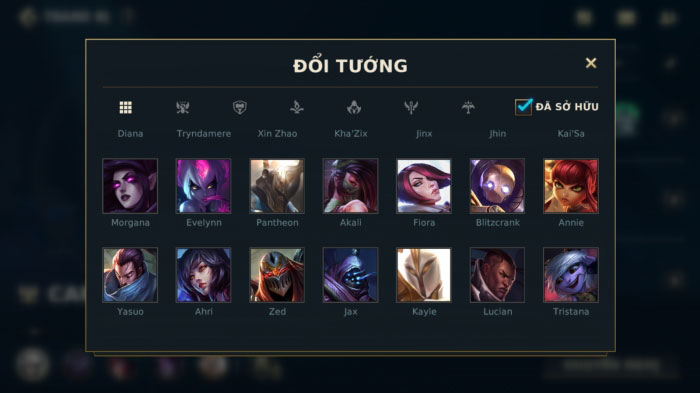 ĐỔI TƯỚNG
ĐÃ SỞ HỮU
Diana Tryndamere Xin Zhao Kha'Zix Jinx Jhin Kai'Sa
Morgana Evelynn Pantheon Akali Fiora Blitzcrank Annie
Yasuo Ahri Zed Jax Kayle Lucian Tristana